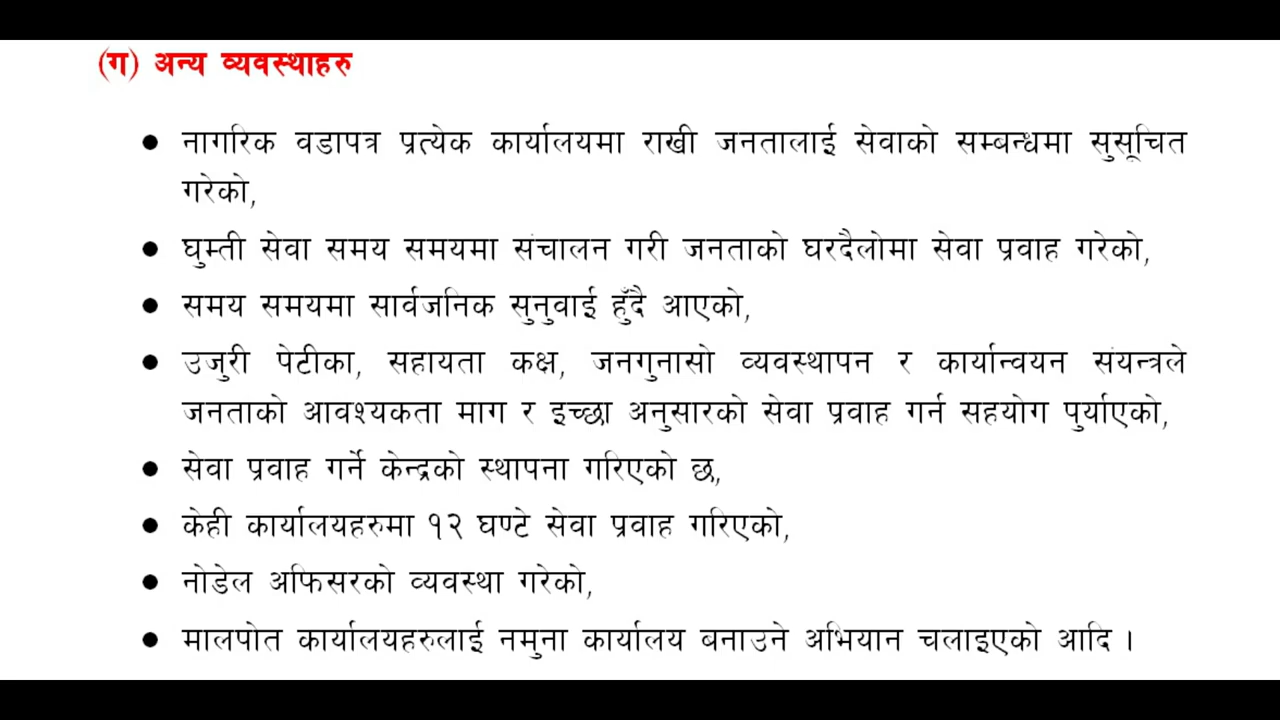 (ग) अन्य व्यवस्थाहरु
● नागरिक वडापत्र प्रत्येक कार्यालयमा राखी जनतालाई सेवाको सम्बन्धमा सुसूचित
गरेको,
● घुम्ती सेवा समय समयमा संचालन गरी जनताको घरदैलोमा सेवा प्रवाह गरेको,
● समय समयमा सार्वजनिक सुनुवाई हुँदै आएको,
● उजुरी पेटीका, सहायता कक्ष, जनगुनासो व्यवस्थापन र कार्यान्वयन संयन्त्रले
जनताको आवश्यकता माग र इच्छा अनुसारको सेवा प्रवाह गर्न सहयोग पुर्याएको,
● सेवा प्रवाह गर्ने केन्द्रको स्थापना गरिएको छ,
● केही कार्यालयहरुमा १२ घण्टे सेवा प्रवाह गरिएको,
● नोडेल अफिसरको व्यवस्था गरेको,
● मालपोत कार्यालयहरुलाई नमुना कार्यालय बनाउने अभियान चलाइएको आदि ।